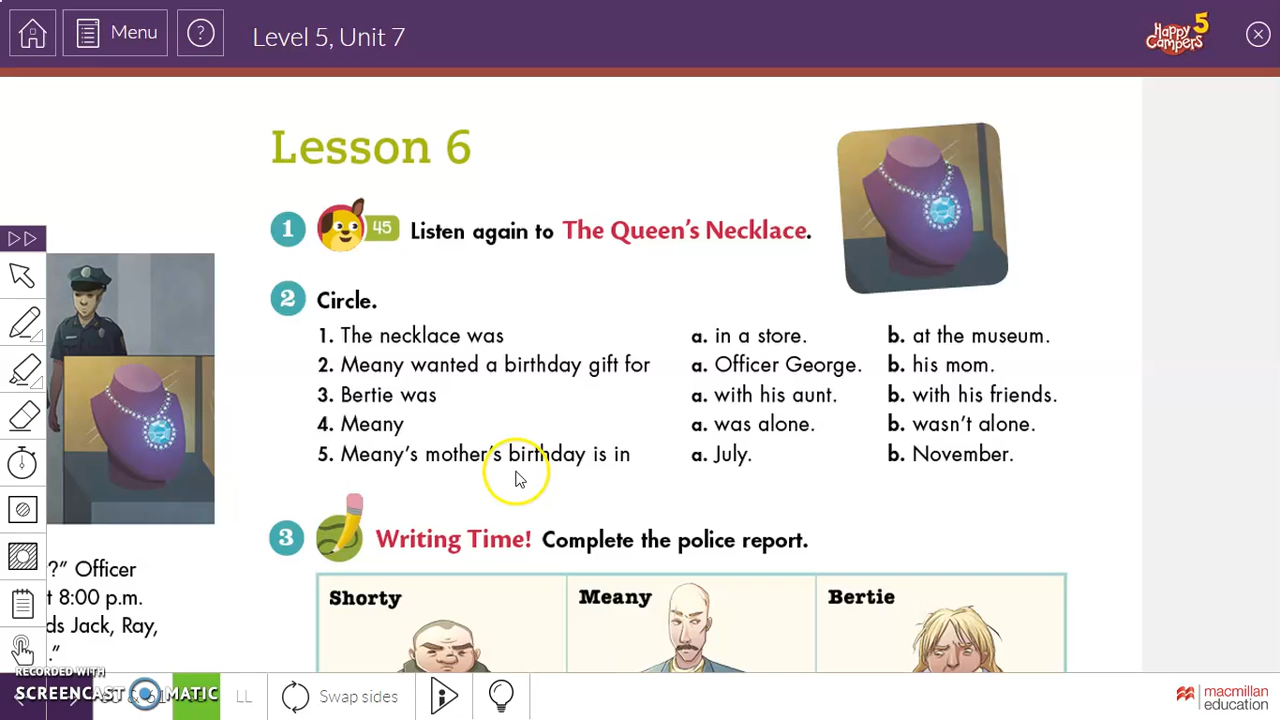 Menu
?
Level 5, Unit 7
Happy Campers 5
Lesson 6
1 45 Listen again to The Queen's Necklace.
2 Circle.
1. The necklace was a. in a store. b. at the museum.
2. Meany wanted a birthday gift for a. Officer George. b. his mom.
3. Bertie was a. with his aunt. b. with his friends.
4. Meany a. was alone. b. wasn't alone.
5. Meany's mother's birthday is in a. July. b. November.
3 Writing Time! Complete the police report.
Shorty Meany Bertie
?" Officer
t 8:00 p.m.
ds Jack, Ray,
."
RECORDED WITH
SCREENCAST MATIC
LL
Swap sides
macmillan
education